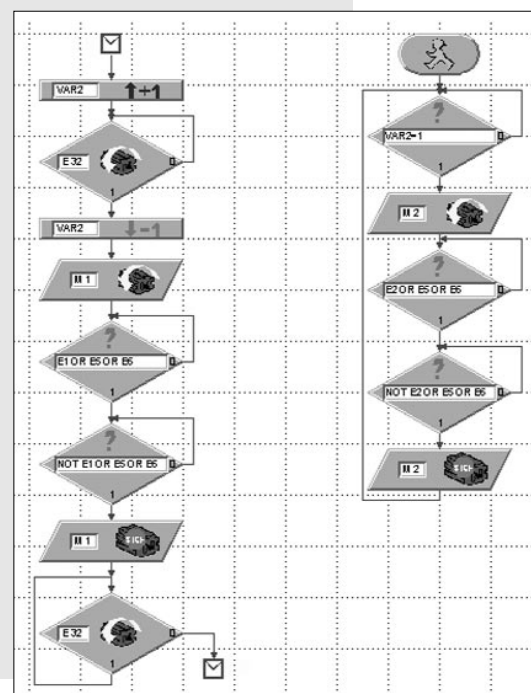 VAR2 +1
E32
1
VAR2 -1
M1
?
E1 OR E5 OR E6
1
?
NOT E1 OR E5 OR E6
1
M1 STOP
E32
1
?
VAR2=1
1
M2
?
E2 OR E5 OR E6
1
?
NOT E2 OR E5 OR E6
1
M2 STOP